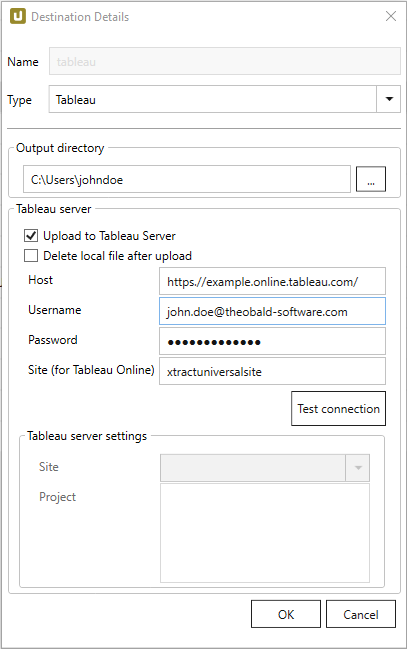 Destination Details
Name tableau
Type Tableau
Output directory
C:\Users\johndoe ...
Tableau server
Upload to Tableau Server
Delete local file after upload
Host https://example.online.tableau.com/
Username john.doe@theobald-software.com
Password ●●●●●●●●●●●●●
Site (for Tableau Online) xtractuniversalsite
Test connection
Tableau server settings
Site
Project
OK Cancel